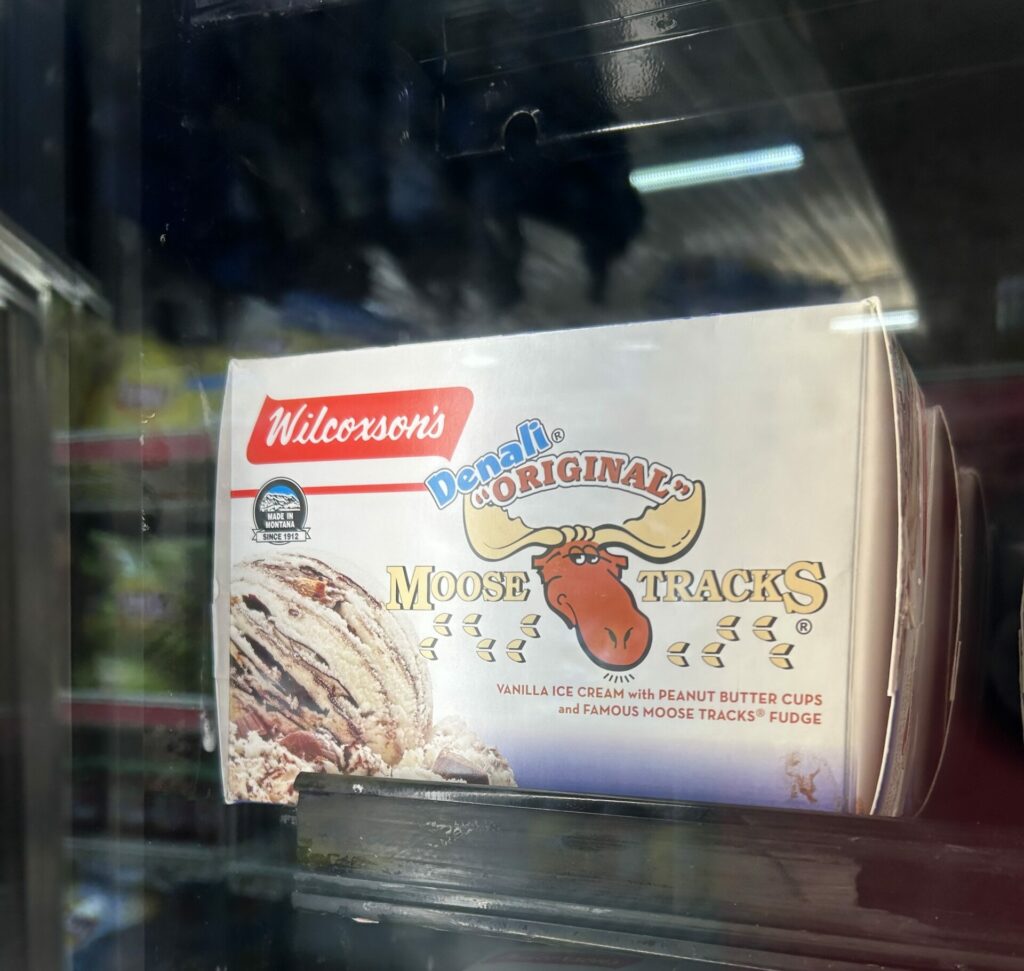 Wilcoxson's
Denali®
"ORIGINAL"
MADE IN
MONTANA
SINCE 1912
MOOSE TRACKS®
VANILLA ICE CREAM with PEANUT BUTTER CUPS
and FAMOUS MOOSE TRACKS® FUDGE